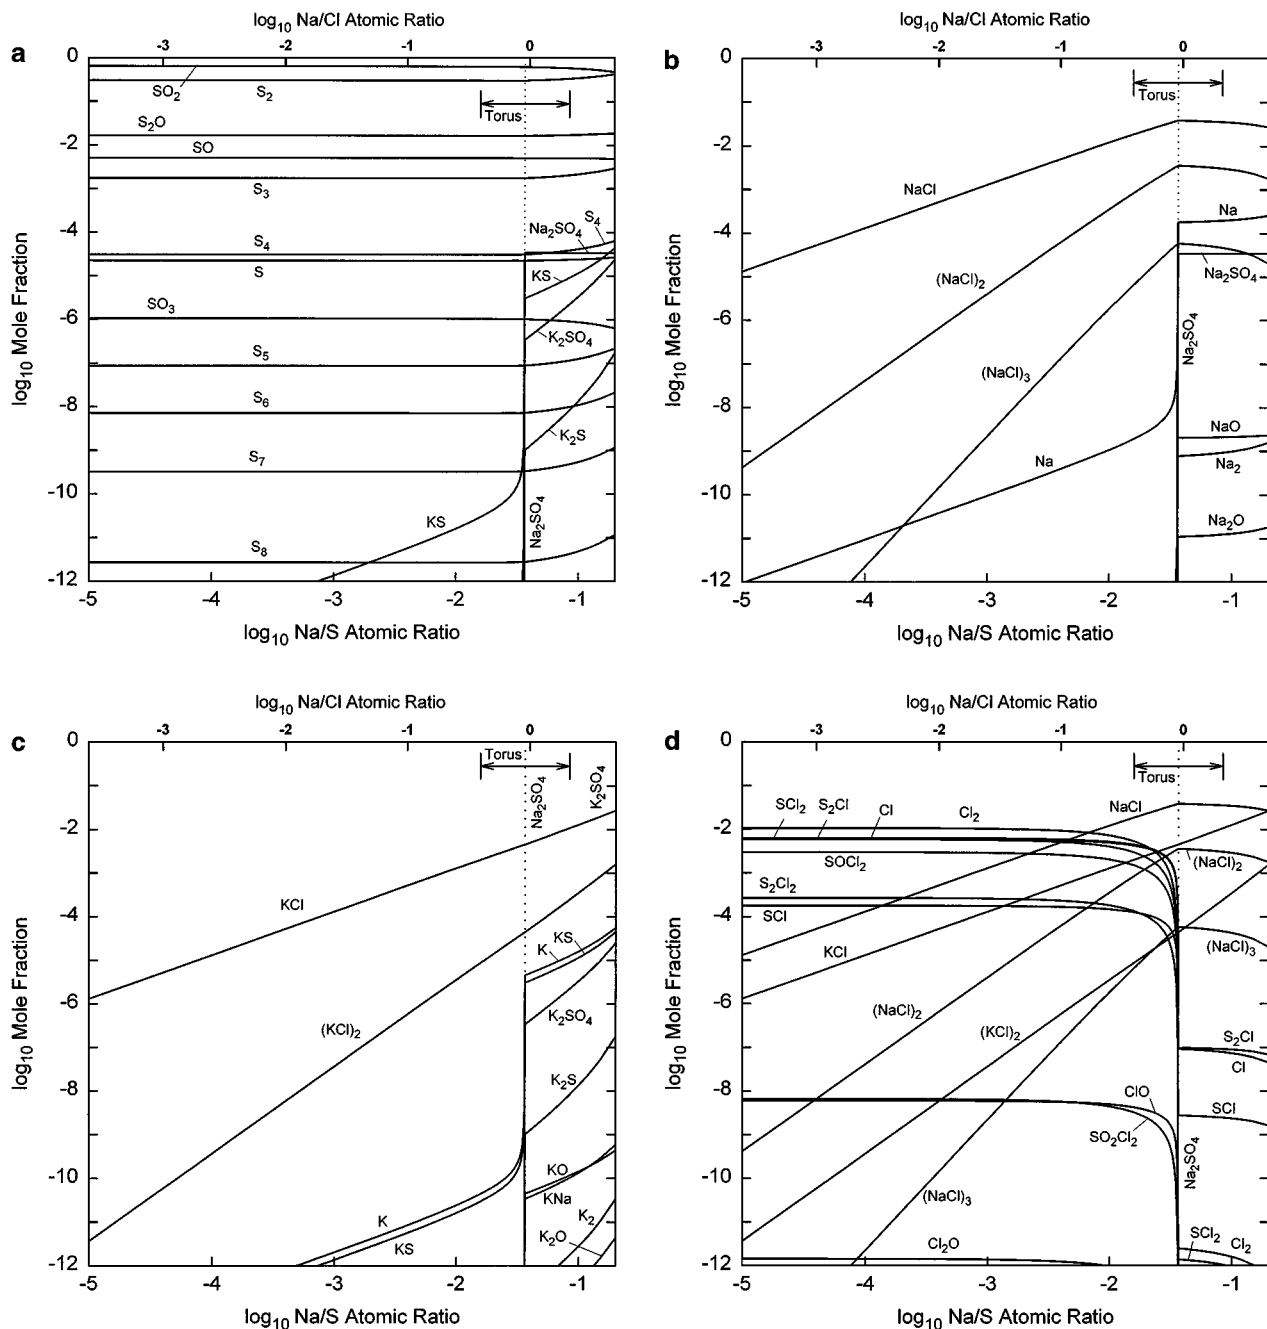 a
log10 Na/Cl Atomic Ratio
-3 -2 -1 0
0
-2
-4
-6
-8
-10
-12
log10 Mole Fraction
SO2
S2
Torus
S2O
SO
S3
S4
Na2SO4
S4
S
KS
SO3
K2SO4
S5
S6
K2S
S7
KS
Na2SO4
S8
-5 -4 -3 -2 -1
log10 Na/S Atomic Ratio
b
log10 Na/Cl Atomic Ratio
-3 -2 -1 0
0
-2
-4
-6
-8
-10
-12
log10 Mole Fraction
Torus
NaCl
Na
(NaCl)2
Na2SO4
(NaCl)3
Na2SO4
NaO
Na
Na2
Na2O
-5 -4 -3 -2 -1
log10 Na/S Atomic Ratio
c
log10 Na/Cl Atomic Ratio
-3 -2 -1 0
0
-2
-4
-6
-8
-10
-12
log10 Mole Fraction
Torus
Na2SO4
K2SO4
KCl
KS
K
(KCl)2
K2SO4
K2S
KO
KNa
K
K2
KS
K2O
-5 -4 -3 -2 -1
log10 Na/S Atomic Ratio
d
log10 Na/Cl Atomic Ratio
-3 -2 -1 0
0
-2
-4
-6
-8
-10
-12
log10 Mole Fraction
Torus
SCl2
S2Cl
Cl
Cl2
NaCl
SOCl2
(NaCl)2
S2Cl2
SCl
KCl
(NaCl)3
(NaCl)2
(KCl)2
S2Cl
Cl
ClO
SCl
SO2Cl2
Na2SO4
(NaCl)3
Cl2O
SCl2
Cl2
-5 -4 -3 -2 -1
log10 Na/S Atomic Ratio